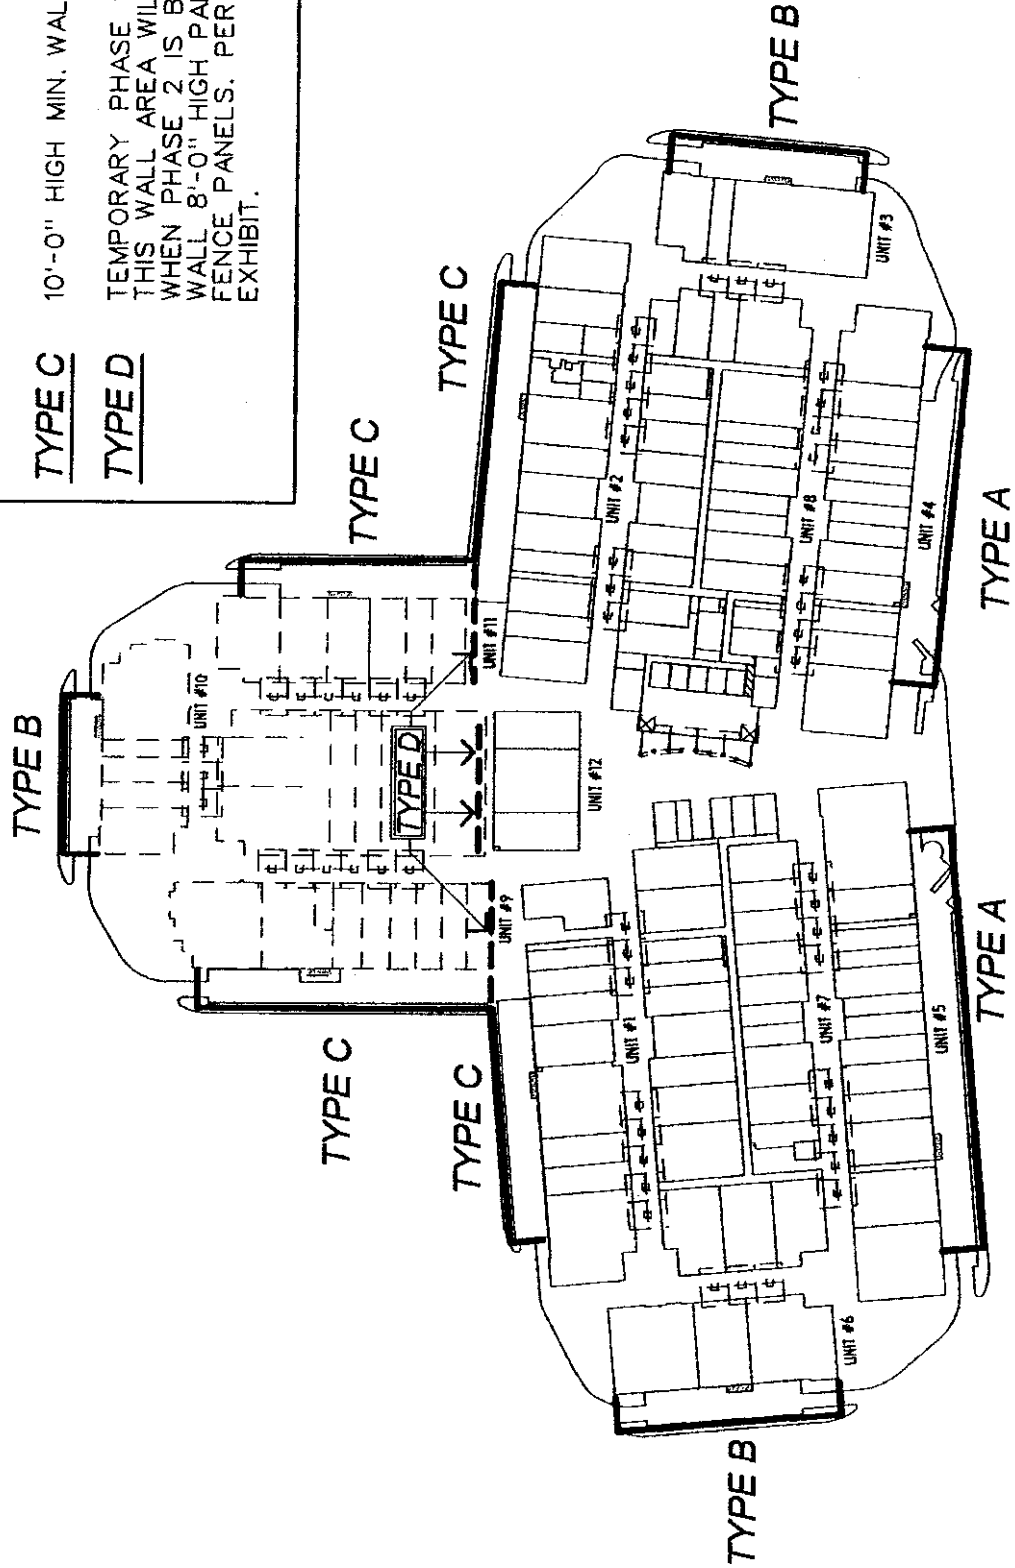 TYPE C 10'-0" HIGH MIN. WAL
TYPE D TEMPORARY PHASE
THIS WALL AREA WIL
WHEN PHASE 2 IS B
WALL 8'-0" HIGH PA
FENCE PANELS. PER
EXHIBIT.
TYPE B
TYPE C
TYPE C
TYPE C
TYPE C
TYPE D
TYPE B
TYPE B
TYPE A
TYPE A
UNIT #10
UNIT #11
UNIT #9
UNIT #12
UNIT #2
UNIT #1
UNIT #3
UNIT #8
UNIT #7
UNIT #6
UNIT #4
UNIT #5